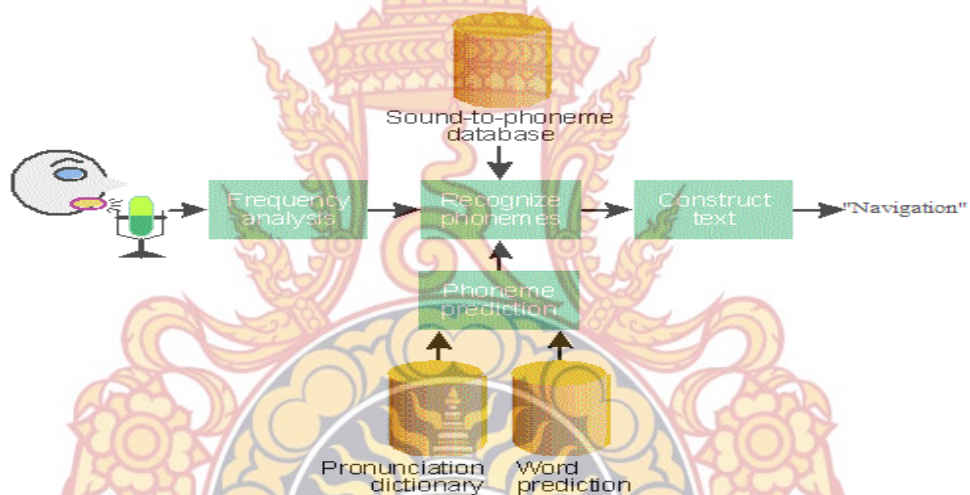 Sound-to-phoneme
database
Frequency
analysis
Recognize
phonemes
Construct
text
"Navigation"
Phoneme
prediction
Pronunciation
dictionary
Word
prediction